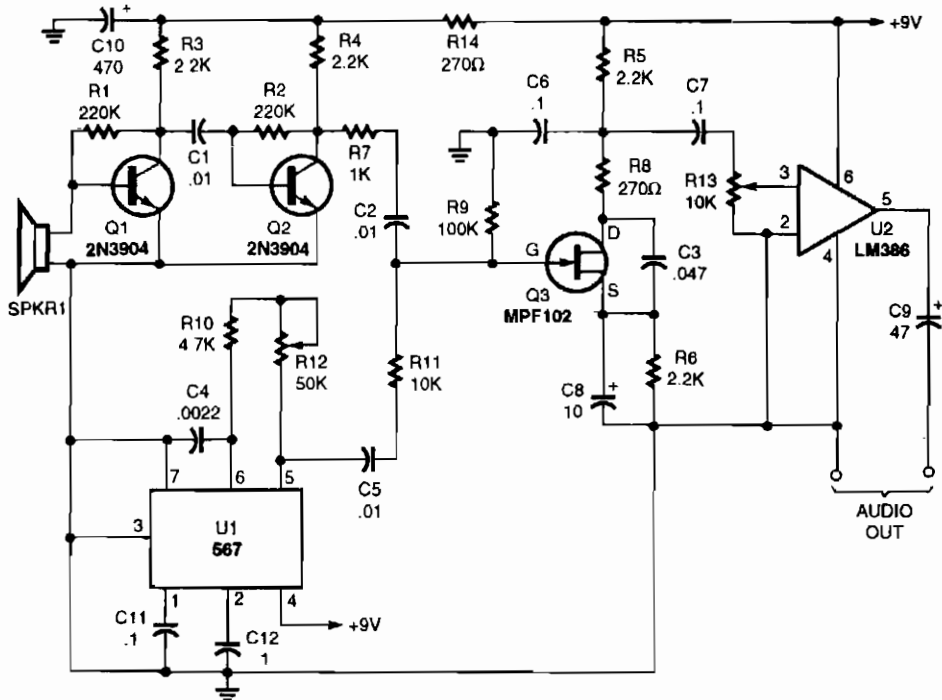 +
C10
470
R3
2.2K
R4
2.2K
R14
270Ω
+9V
R5
2.2K
C6
.1
C7
.1
R1
220K
C1
.01
R2
220K
R7
1K
C2
.01
R9
100K
R8
270Ω
R13
10K
3
2
6
5
4
U2
LM386
Q1
2N3904
Q2
2N3904
SPKR1
G
D
S
Q3
MPF102
C3
.047
C9
47
+
R10
4.7K
R12
50K
R11
10K
C8
10
+
R6
2.2K
C4
.0022
C5
.01
7
6
5
3
U1
567
1
2
4
+9V
C11
.1
C12
1
AUDIO
OUT